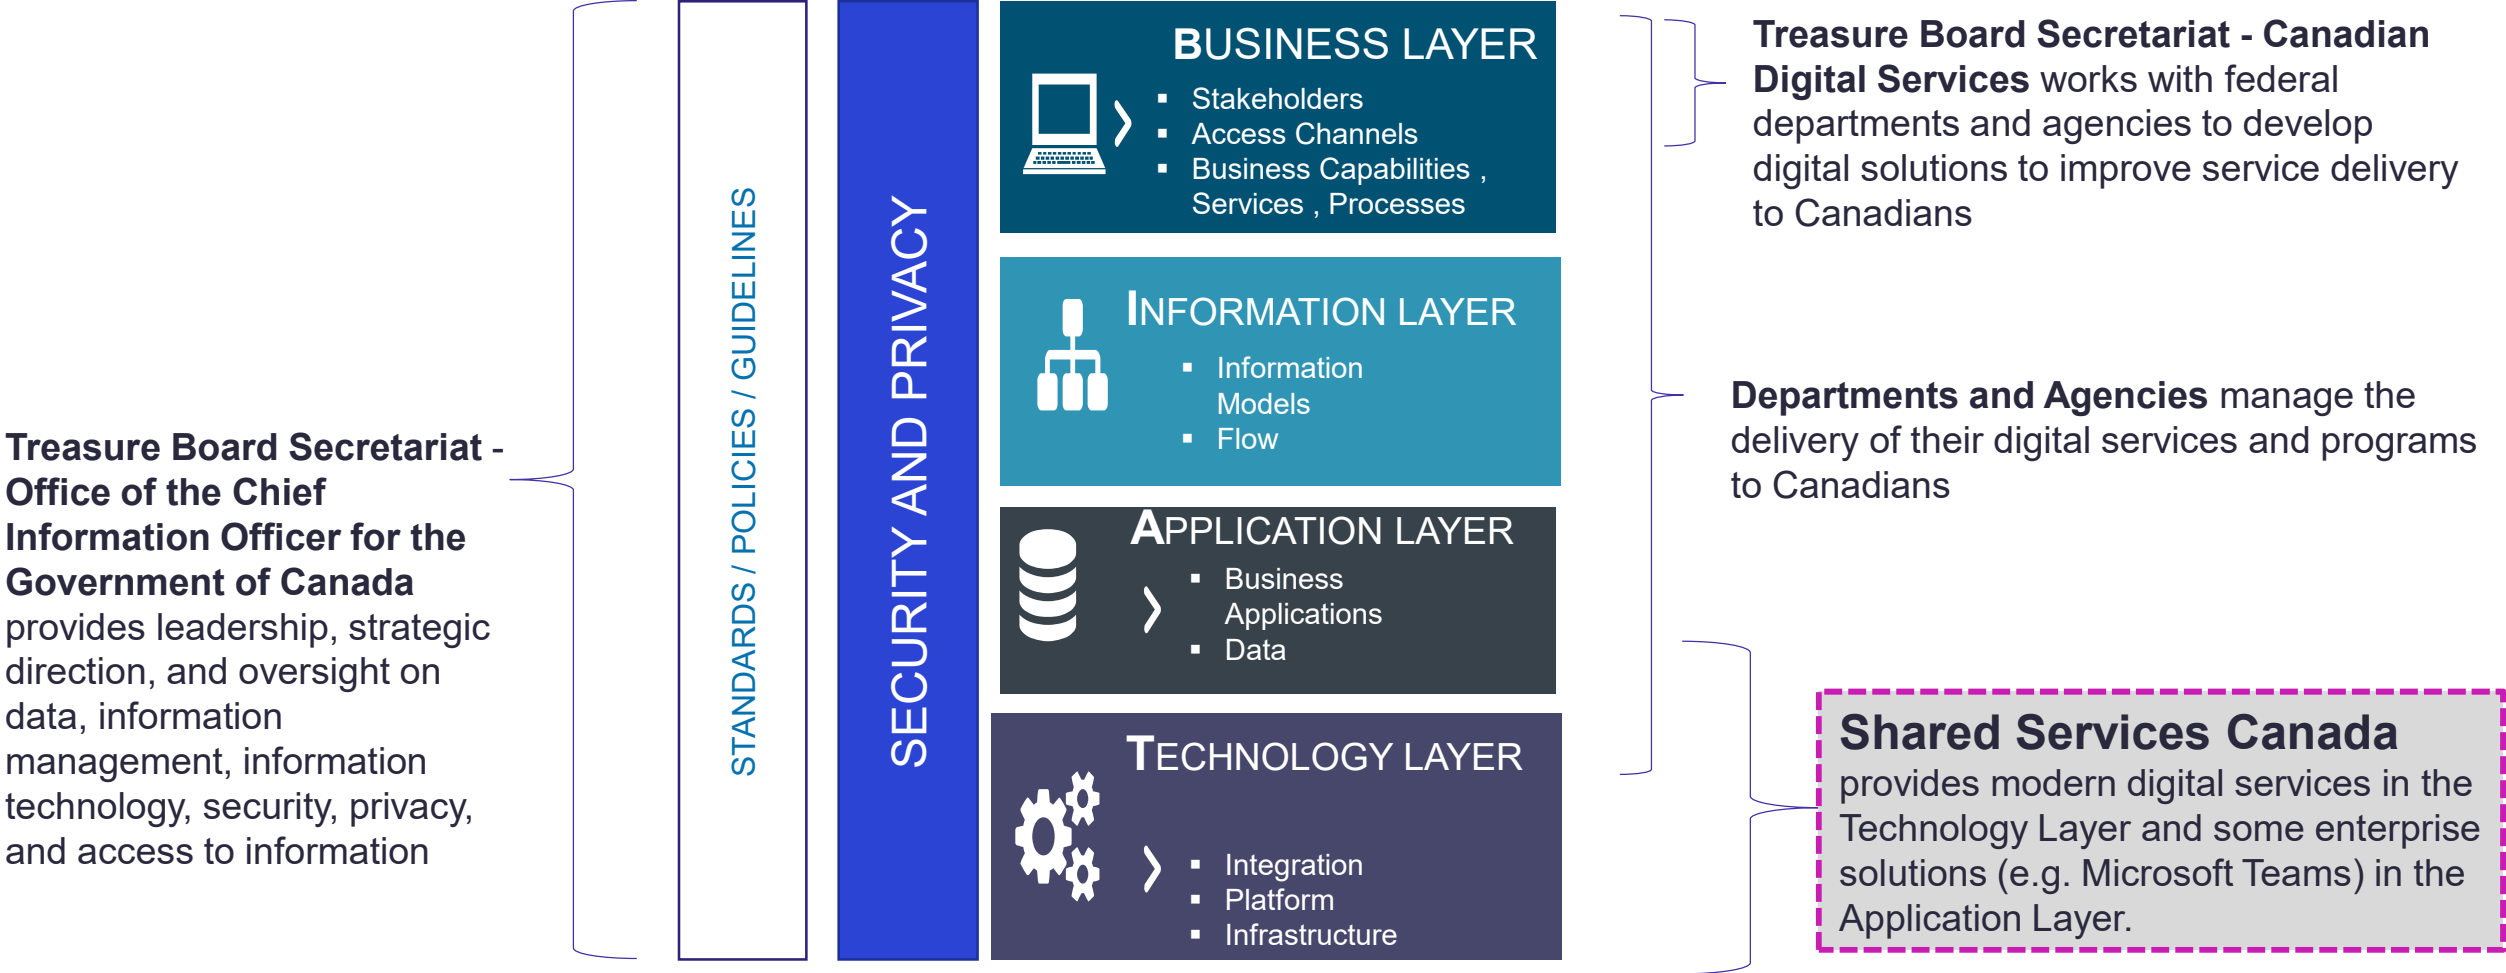 Treasure Board Secretariat -
Office of the Chief
Information Officer for the
Government of Canada
provides leadership, strategic
direction, and oversight on
data, information
management, information
technology, security, privacy,
and access to information
STANDARDS / POLICIES / GUIDELINES
SECURITY AND PRIVACY
BUSINESS LAYER
▪ Stakeholders
▪ Access Channels
▪ Business Capabilities ,
Services , Processes
INFORMATION LAYER
▪ Information
Models
▪ Flow
APPLICATION LAYER
▪ Business
Applications
▪ Data
TECHNOLOGY LAYER
▪ Integration
▪ Platform
▪ Infrastructure
Treasure Board Secretariat - Canadian
Digital Services works with federal
departments and agencies to develop
digital solutions to improve service delivery
to Canadians
Departments and Agencies manage the
delivery of their digital services and programs
to Canadians
Shared Services Canada
provides modern digital services in the
Technology Layer and some enterprise
solutions (e.g. Microsoft Teams) in the
Application Layer.